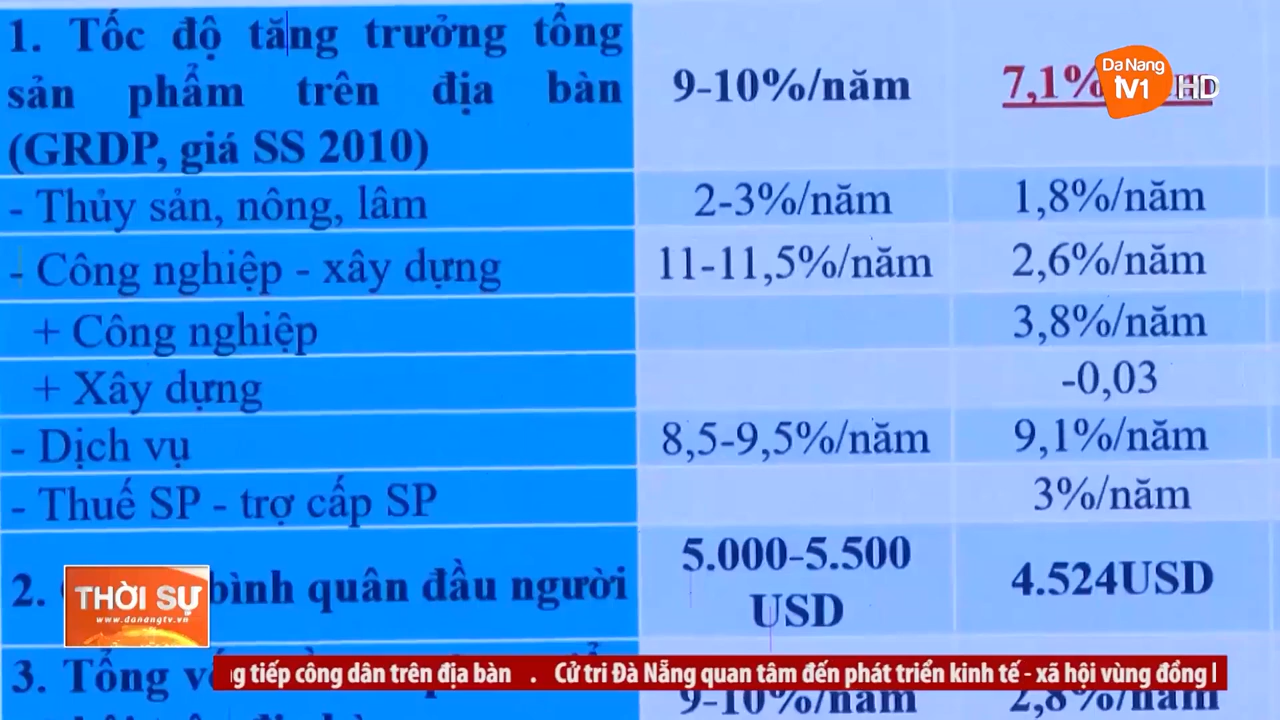 1. Tốc độ tăng trưởng tổng
sản phẩm trên địa bàn
(GRDP, giá SS 2010)
9-10%/năm
7,1%
- Thủy sản, nông, lâm
2-3%/năm
1,8%/năm
- Công nghiệp - xây dựng
11-11,5%/năm
2,6%/năm
+ Công nghiệp
3,8%/năm
+ Xây dựng
-0,03
- Dịch vụ
8,5-9,5%/năm
9,1%/năm
- Thuế SP - trợ cấp SP
3%/năm
2.
bình quân đầu người
5.000-5.500
USD
4.524USD
3. Tổng
9-10%/năm
2,8%/năm
Da Nang
tv1 HD
THỜI SỰ
www.danangtv.vn
tiếp công dân trên địa bàn . Cử tri Đà Nẵng quan tâm đến phát triển kinh tế - xã hội vùng đồng